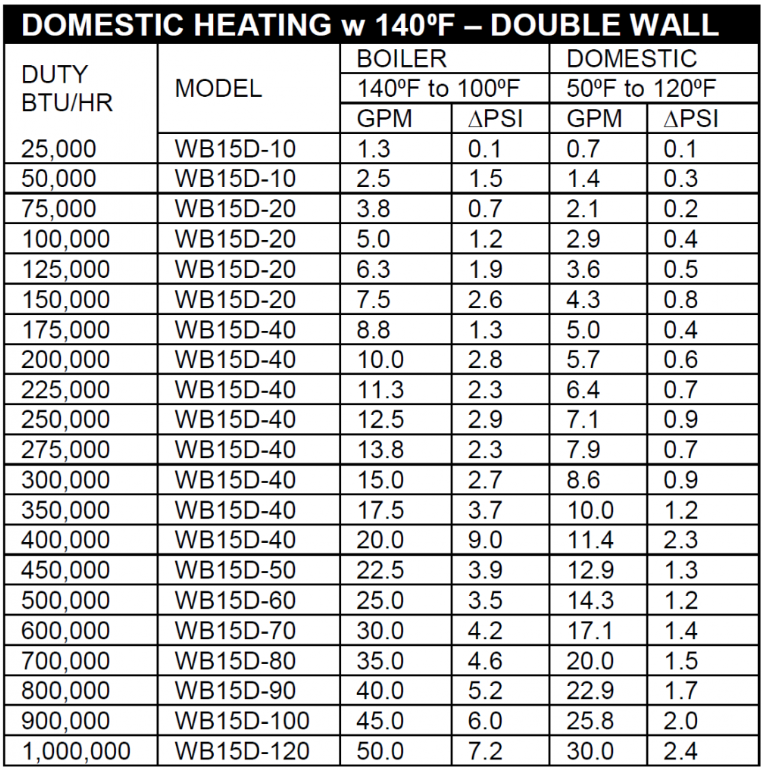 DOMESTIC HEATING w 140ºF – DOUBLE WALL
DUTY BTU/HR MODEL BOILER DOMESTIC
140ºF to 100ºF 50ºF to 120ºF
GPM ∆PSI GPM ∆PSI
25,000 WB15D-10 1.3 0.1 0.7 0.1
50,000 WB15D-10 2.5 1.5 1.4 0.3
75,000 WB15D-20 3.8 0.7 2.1 0.2
100,000 WB15D-20 5.0 1.2 2.9 0.4
125,000 WB15D-20 6.3 1.9 3.6 0.5
150,000 WB15D-20 7.5 2.6 4.3 0.8
175,000 WB15D-40 8.8 1.3 5.0 0.4
200,000 WB15D-40 10.0 2.8 5.7 0.6
225,000 WB15D-40 11.3 2.3 6.4 0.7
250,000 WB15D-40 12.5 2.9 7.1 0.9
275,000 WB15D-40 13.8 2.3 7.9 0.7
300,000 WB15D-40 15.0 2.7 8.6 0.9
350,000 WB15D-40 17.5 3.7 10.0 1.2
400,000 WB15D-40 20.0 9.0 11.4 2.3
450,000 WB15D-50 22.5 3.9 12.9 1.3
500,000 WB15D-60 25.0 3.5 14.3 1.2
600,000 WB15D-70 30.0 4.2 17.1 1.4
700,000 WB15D-80 35.0 4.6 20.0 1.5
800,000 WB15D-90 40.0 5.2 22.9 1.7
900,000 WB15D-100 45.0 6.0 25.8 2.0
1,000,000 WB15D-120 50.0 7.2 30.0 2.4